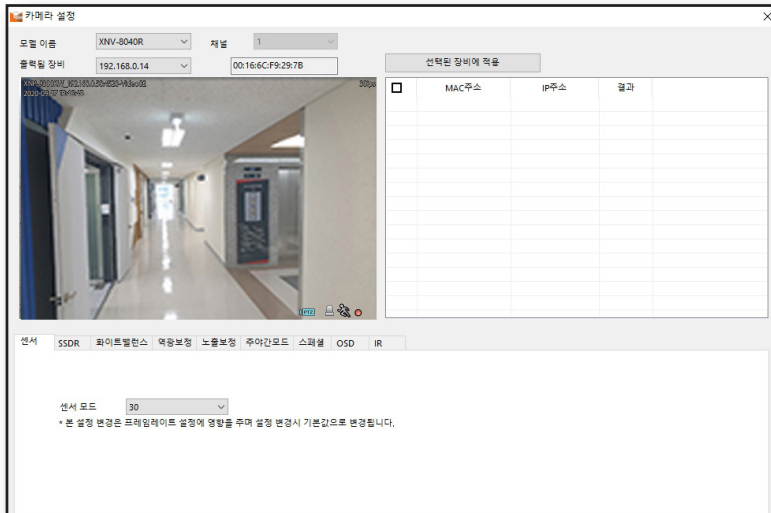 카메라 설정
모델 이름 XNV-8040R 채널 1
출력될 장비 192.168.0.14 00:16:6C:F9:29:7B
선택된 장비에 적용
MAC주소 IP주소 결과
30fps
PTZ
센서 SSDR 화이트밸런스 역광보정 노출보정 주야간모드 스페셜 OSD IR
센서 모드 30
* 본 설정 변경은 프레임레이트 설정에 영향을 주며 설정 변경시 기본값으로 변경됩니다.